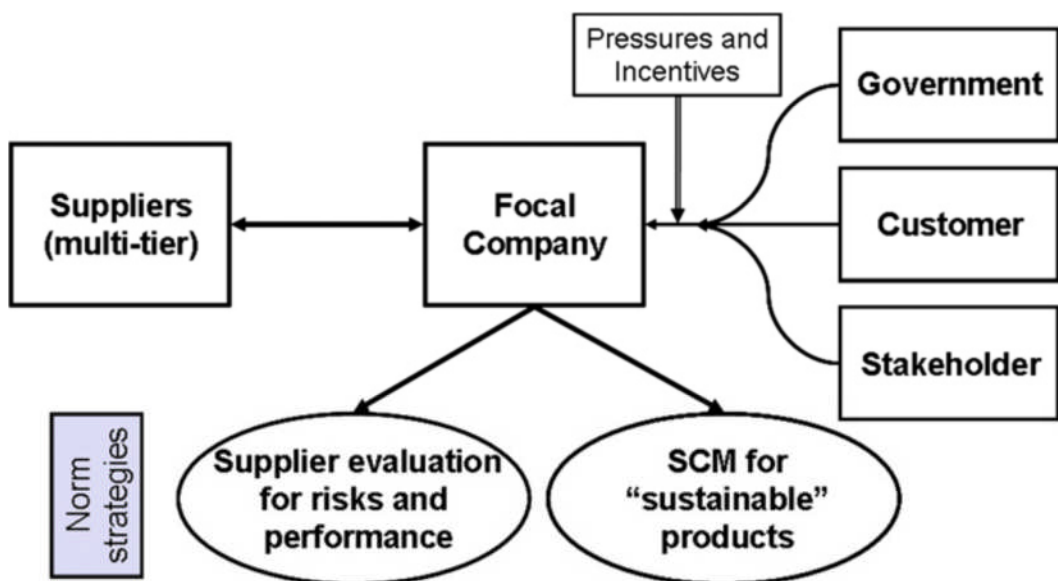 Pressures and
Incentives
Government
Suppliers
(multi-tier)
Focal
Company
Customer
Stakeholder
Norm
strategies
Supplier evaluation
for risks and
performance
SCM for
“sustainable”
products